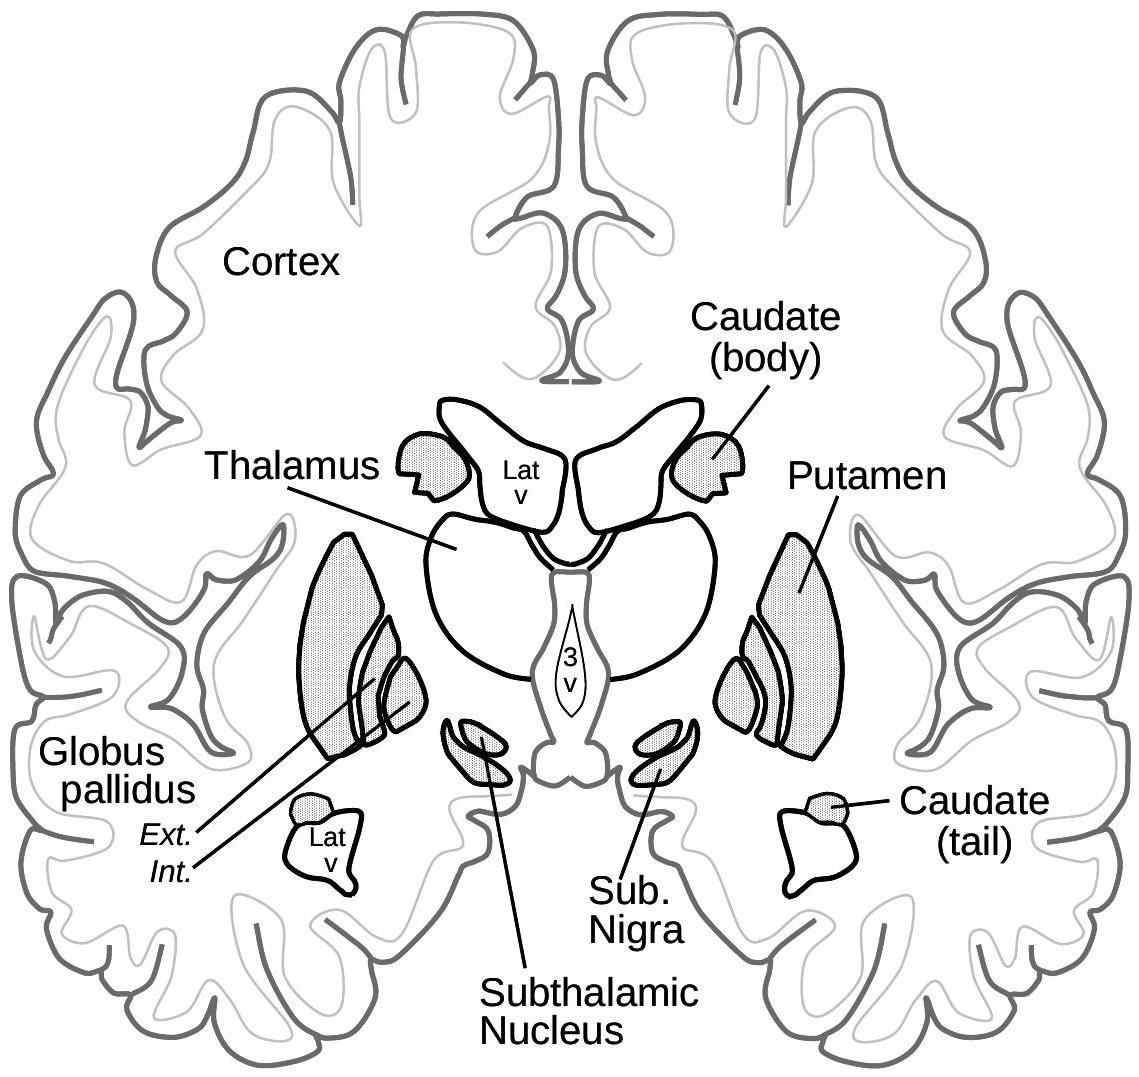 Cortex
Caudate
(body)
Thalamus
Lat
v
Putamen
3
v
Globus
pallidus
Ext.
Int.
Lat
v
Caudate
(tail)
Sub.
Nigra
Subthalamic
Nucleus